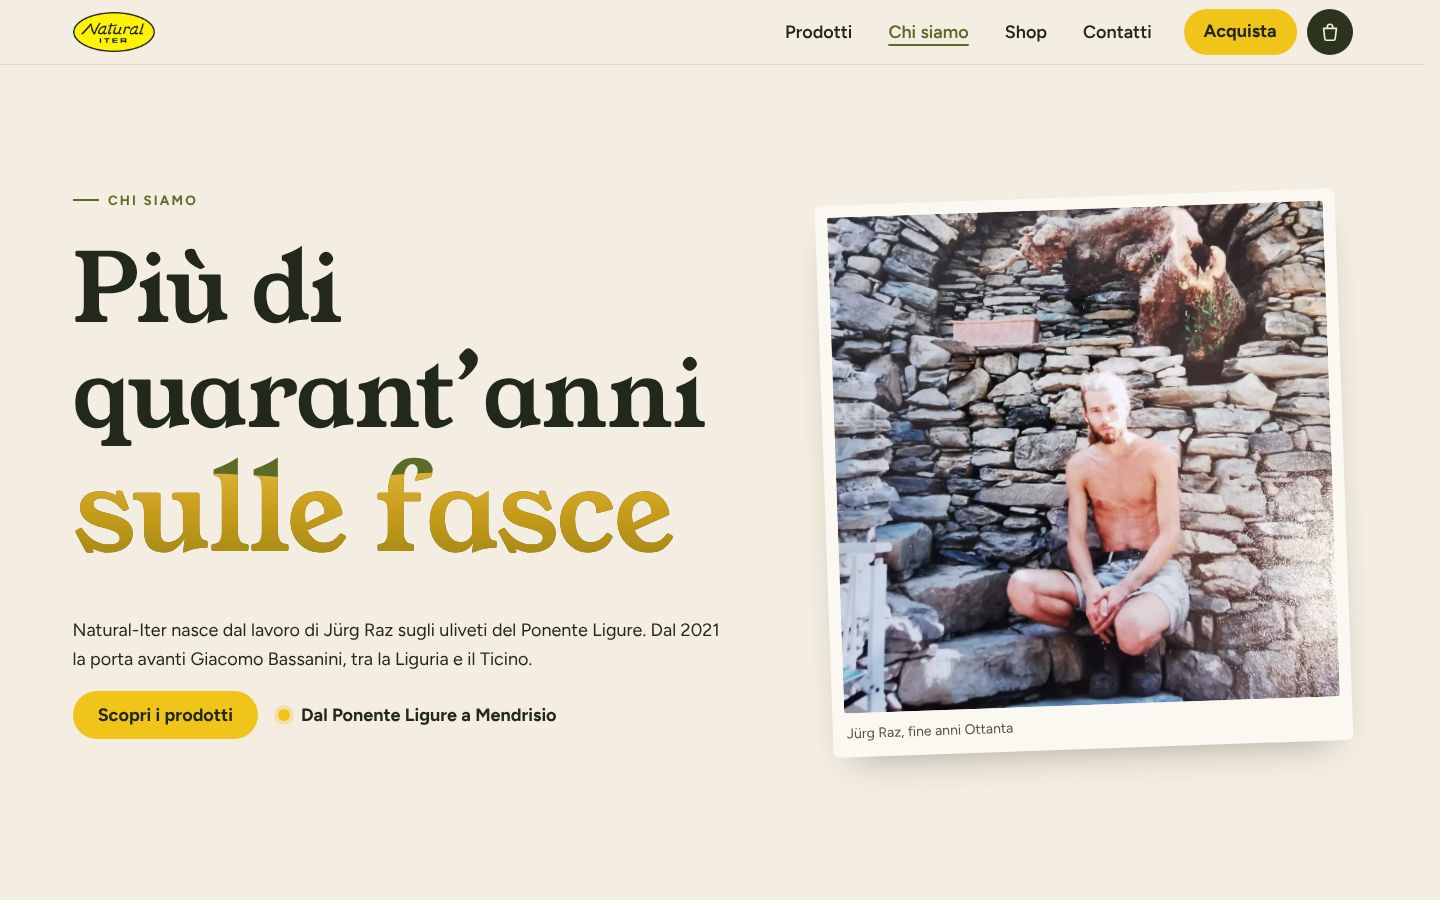 Natural
ITER
Prodotti
Chi siamo
Shop
Contatti
Acquista
CHI SIAMO
Più di
quarant’anni
sulle fasce
Natural-Iter nasce dal lavoro di Jürg Raz sugli uliveti del Ponente Ligure. Dal 2021
la porta avanti Giacomo Bassanini, tra la Liguria e il Ticino.
Scopri i prodotti
Dal Ponente Ligure a Mendrisio
Jürg Raz, fine anni Ottanta